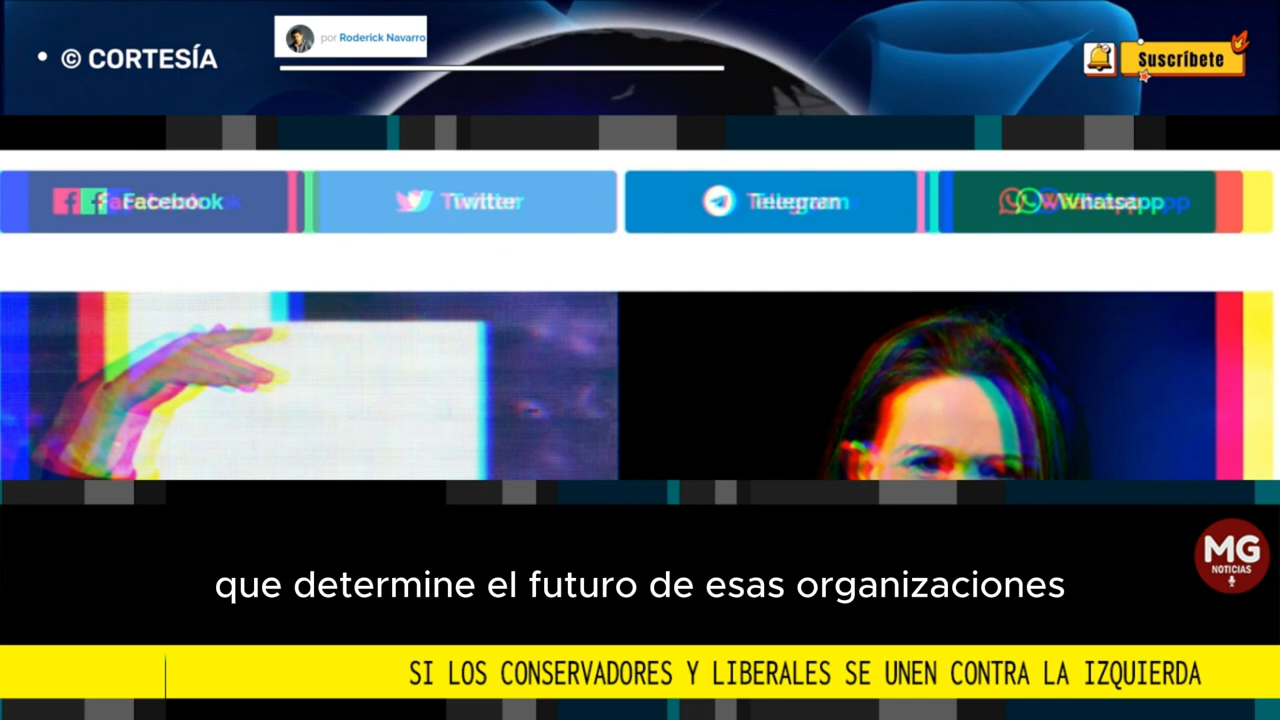 • © CORTESÍA
por Roderick Navarro
Suscríbete
Facebook
Twitter
Telegram
Whatsapp
que determine el futuro de esas organizaciones
MG
NOTICIAS
SI LOS CONSERVADORES Y LIBERALES SE UNEN CONTRA LA IZQUIERDA